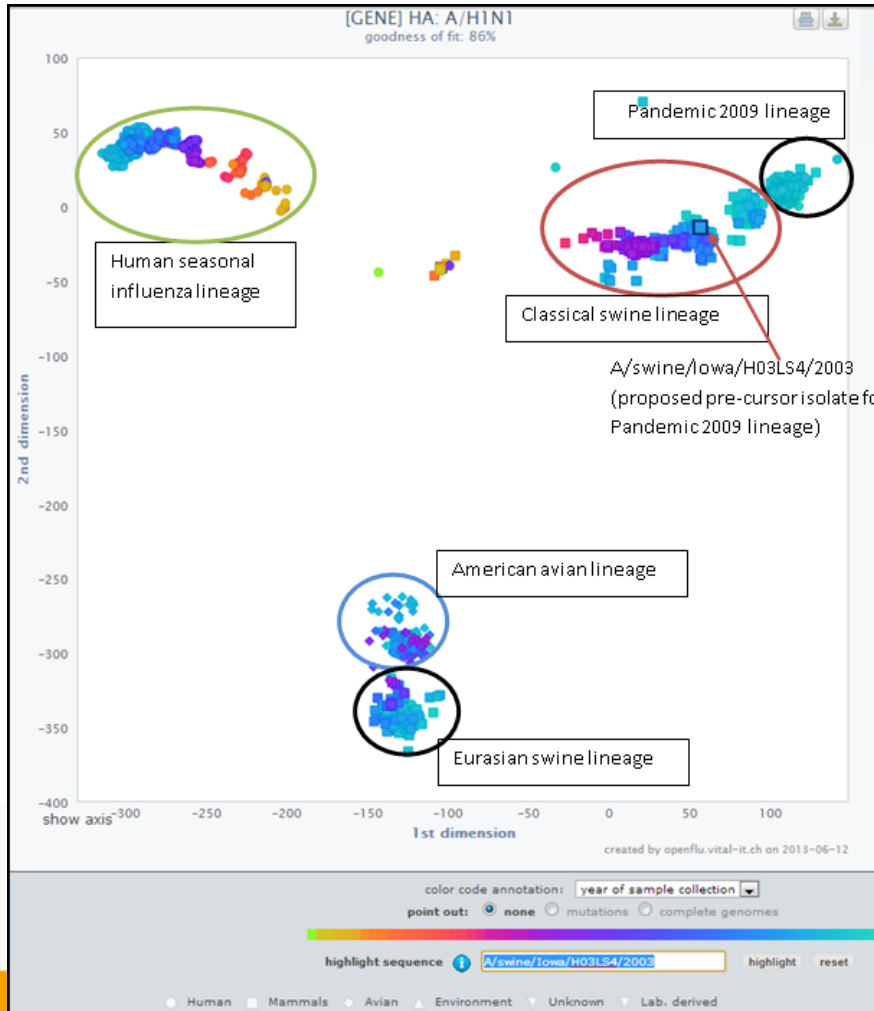 [GENE] HA: A/H1N1
goodness of fit: 86%
100
50
0
-50
-100
-150
-200
-250
-300
-350
-400
2nd dimension
Pandemic 2009 lineage
Human seasonal
influenza lineage
Classical swine lineage
A/swine/Iowa/H03LS4/2003
(proposed pre-cursor isolate fo
Pandemic 2009 lineage)
American avian lineage
Eurasian swine lineage
show axis
-300 -250 -200 -150 -100 -50 0 50 100
1st dimension
created by openflu.vital-it.ch on 2013-06-12
color code annotation: year of sample collection
point out: none mutations complete genomes
highlight sequence i A/swine/Iowa/H03LS4/2003 highlight reset
Human Mammals Avian Environment Unknown Lab. derived